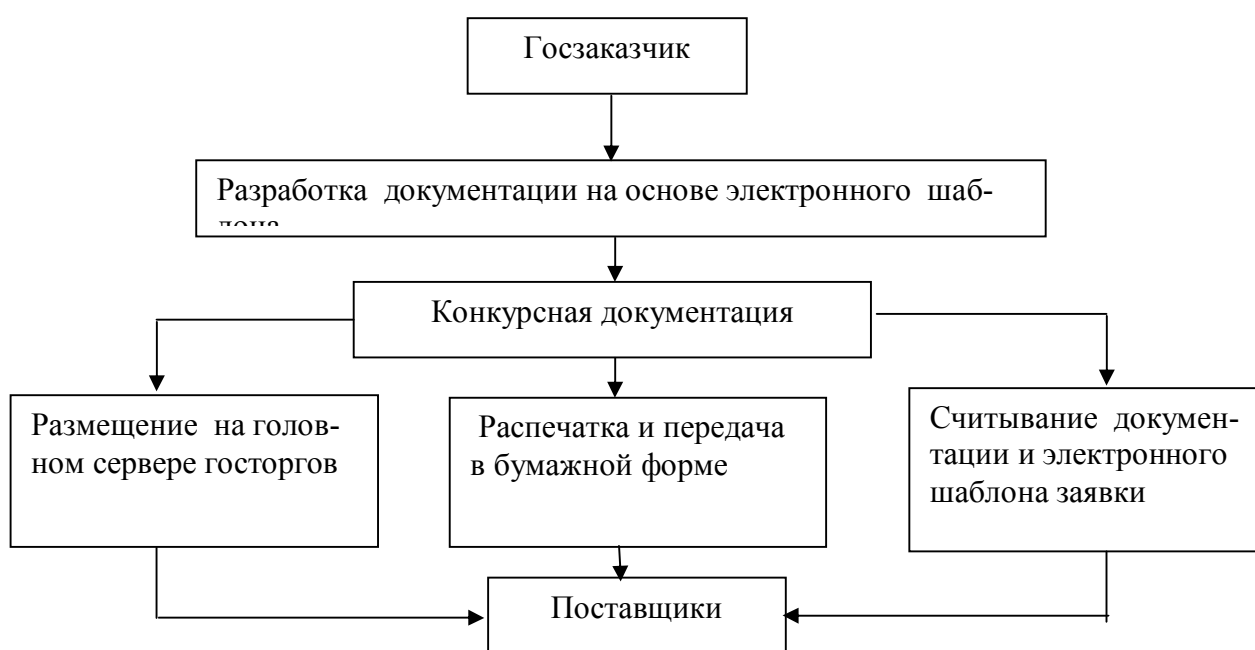 Госзаказчик
Разработка документации на основе электронного шаб-
лона
Конкурсная документация
Размещение на голов-
ном сервере госторгов
Распечатка и передача
в бумажной форме
Считывание докумен-
тации и электронного
шаблона заявки
Поставщики